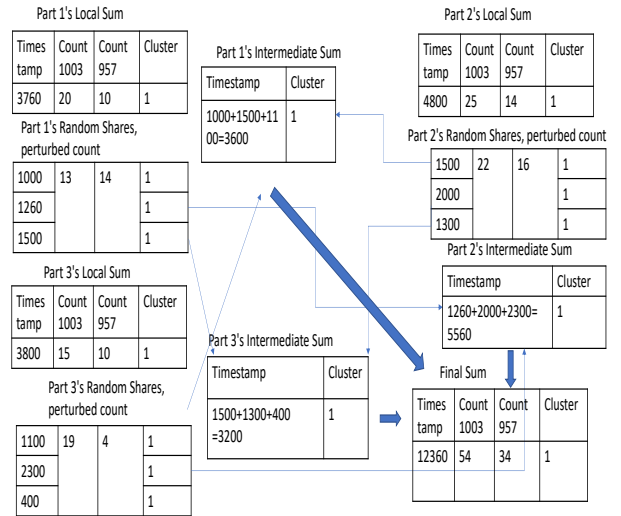 Part 1's Local Sum
Times tamp Count 1003 Count 957 Cluster
3760 20 10 1
Part 1's Random Shares, perturbed count
1000 13 14 1
1260 1
1500 1
Part 3's Local Sum
Times tamp Count 1003 Count 957 Cluster
3800 15 10 1
Part 3's Random Shares, perturbed count
1100 19 4 1
2300 1
400 1
Part 1's Intermediate Sum
Timestamp Cluster
1000+1500+11 1
00=3600
Part 3's Intermediate Sum
Timestamp Cluster
1500+1300+400 1
=3200
Part 2's Local Sum
Times tamp Count 1003 Count 957 Cluster
4800 25 14 1
Part 2's Random Shares, perturbed count
1500 22 16 1
2000 1
1300 1
Part 2's Intermediate Sum
Timestamp Cluster
1260+2000+2300= 1
5560
Final Sum
Times tamp Count 1003 Count 957 Cluster
12360 54 34 1